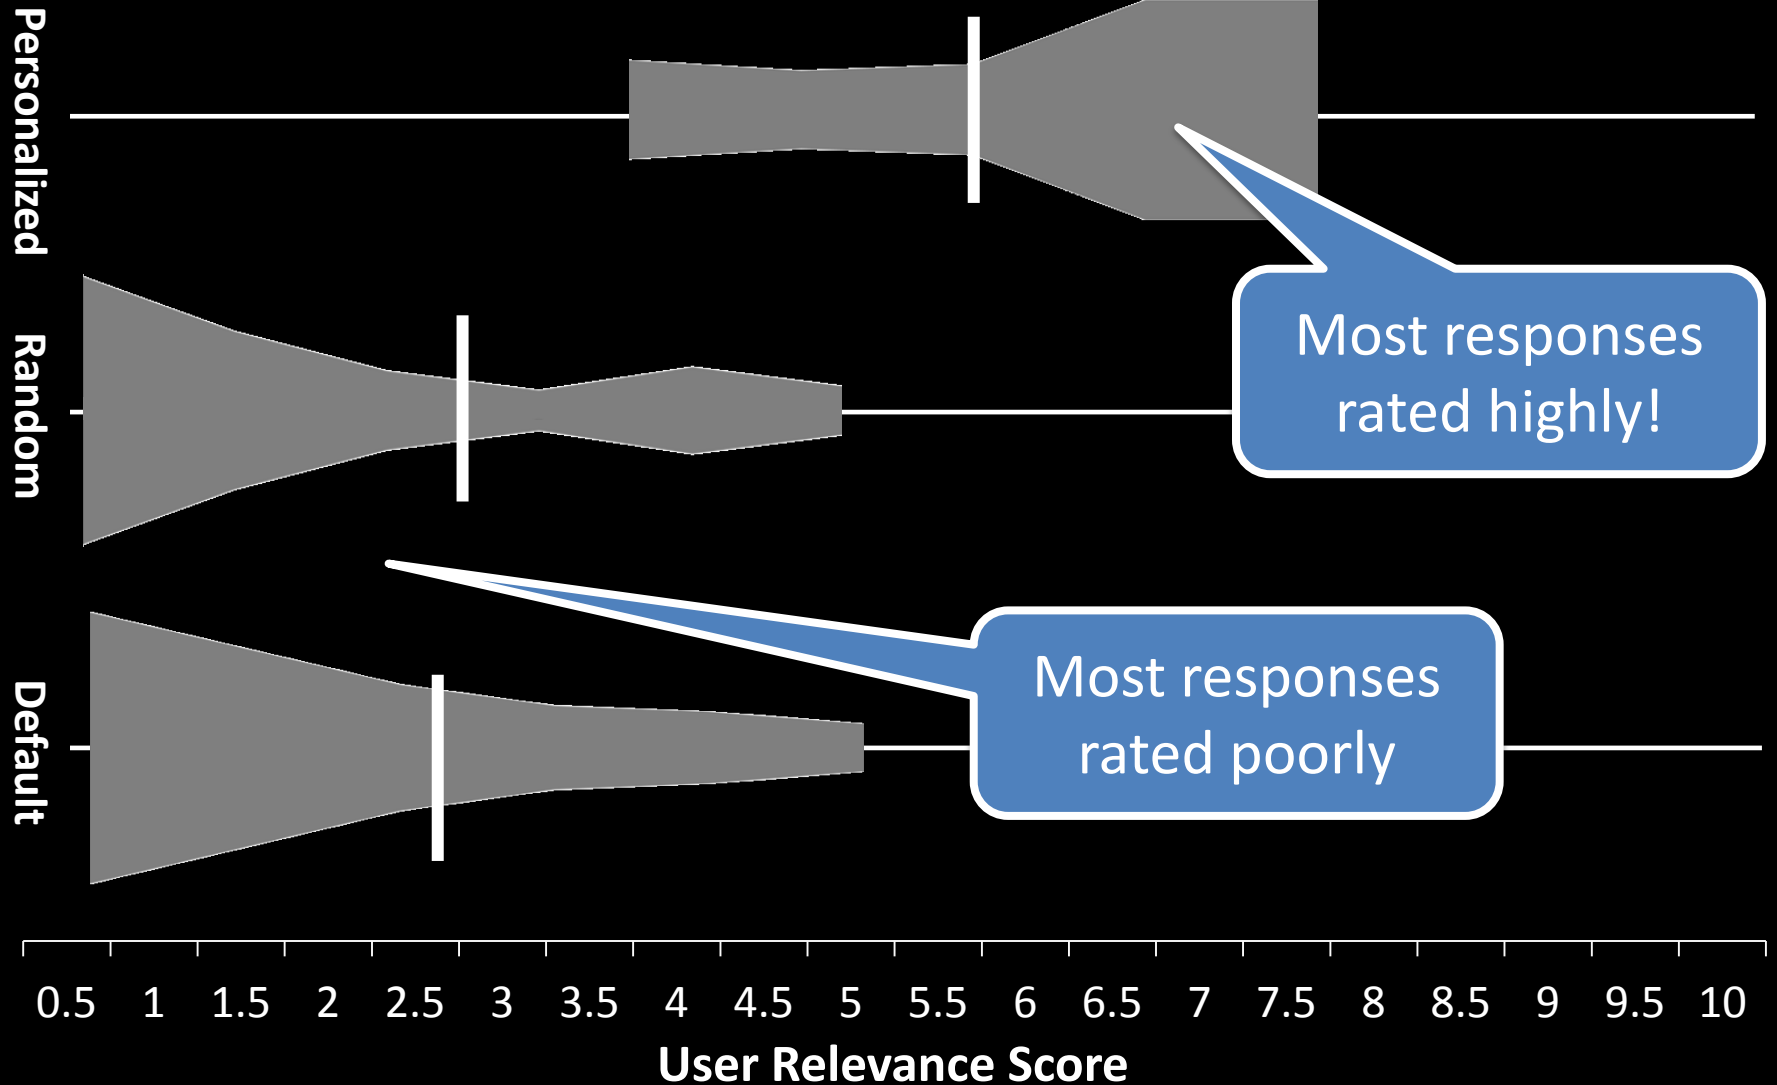 Personalized
Most responses
rated highly!
Random
Most responses
rated poorly
Default
0.5 1 1.5 2 2.5 3 3.5 4 4.5 5 5.5 6 6.5 7 7.5 8 8.5 9 9.5 10
User Relevance Score